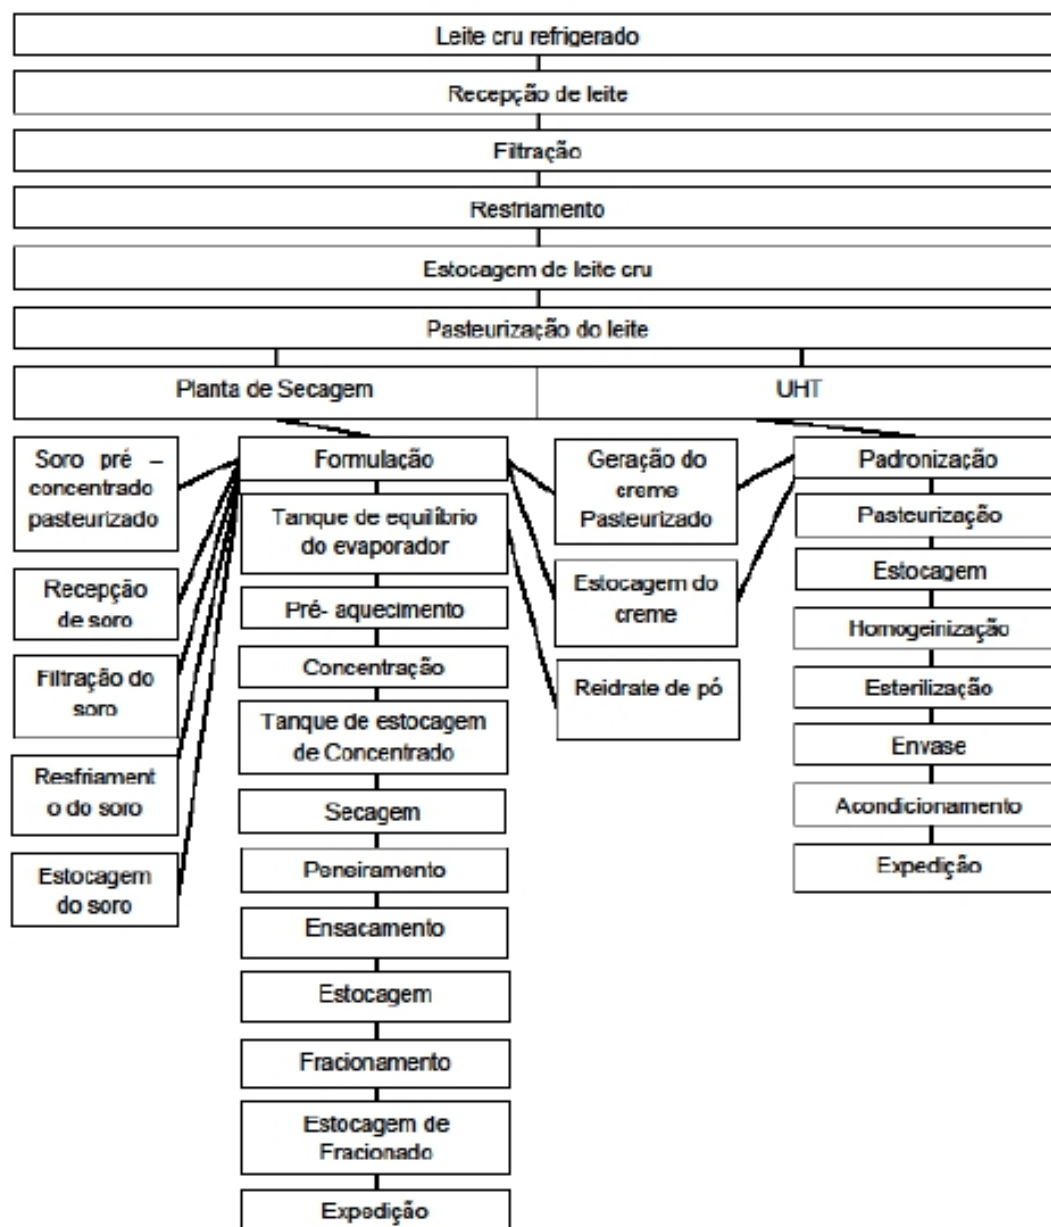 Leite cru refrigerado
Recepção de leite
Filtração
Resfriamento
Estocagem de leite cru
Pasteurização do leite
Planta de Secagem
UHT
Soro pré –
concentrado
pasteurizado
Recepção
de soro
Filtração do
soro
Resfriament
o do soro
Estocagem
do soro
Formulação
Tanque de equilíbrio
do evaporador
Pré- aquecimento
Concentração
Tanque de estocagem
de Concentrado
Secagem
Peneiramento
Ensacamento
Estocagem
Fracionamento
Estocagem de
Fracionado
Expedição
Geração do
creme
Pasteurizado
Estocagem do
creme
Reidrate de pó
Padronização
Pasteurização
Estocagem
Homogeinização
Esterilização
Envase
Acondicionamento
Expedição